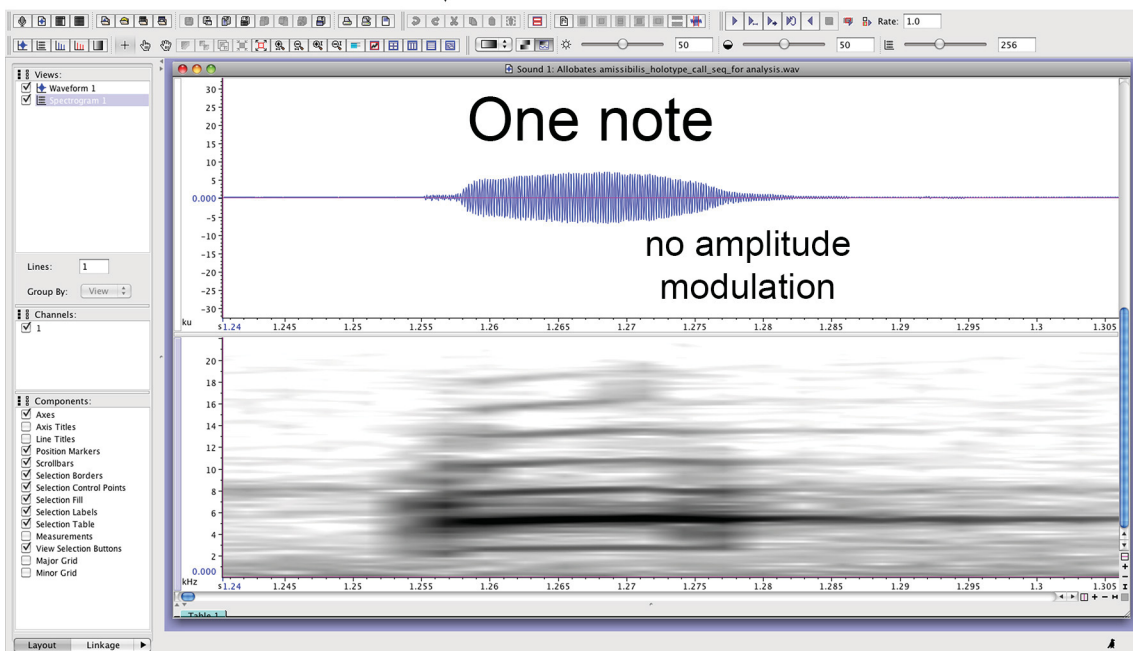 Rate: 1.0
50
50
256
Views:
Waveform 1
Spectrogram 1
Lines: 1
Group By: View
Channels:
1
Components:
Axes
Axis Titles
Line Titles
Position Markers
Scrollbars
Selection Borders
Selection Control Points
Selection Fill
Selection Labels
Selection Table
Measurements
View Selection Buttons
Major Grid
Minor Grid
Layout Linkage
Sound 1: Allobates amissibilis_holotype_call_seq_for analysis.wav
One note
30
25
20
15
10
5
0.000
-5
-10
-15
-20
-25
-30
ku
no amplitude
modulation
s 1.24 1.245 1.25 1.255 1.26 1.265 1.27 1.275 1.28 1.285 1.29 1.295 1.3 1.305
20
18
16
14
12
10
8
6
4
2
0.000
kHz
s 1.24 1.245 1.25 1.255 1.26 1.265 1.27 1.275 1.28 1.285 1.29 1.295 1.3 1.305
Table 1